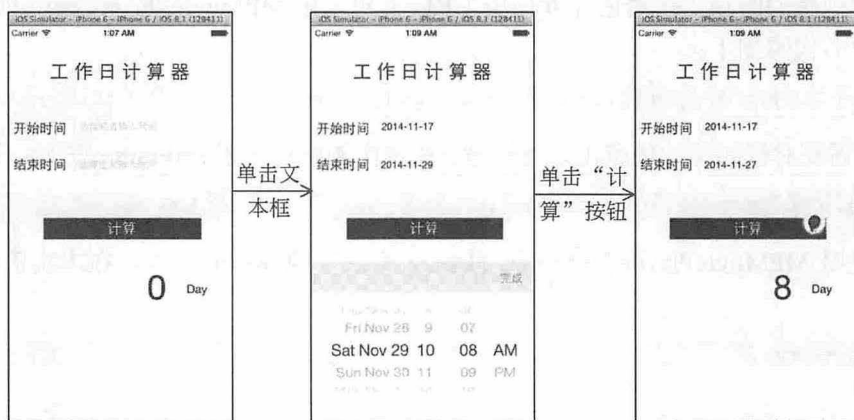 iOS Simulator - iPhone 6 - iPhone 6 / iOS 8.1 (12B411)
Carrier 1:07 AM
工作日计算器
开始时间
结束时间
计算
0 Day
单击文
本框
iOS Simulator - iPhone 6 - iPhone 6 / iOS 8.1 (12B411)
Carrier 1:09 AM
工作日计算器
开始时间 2014-11-17
结束时间 2014-11-29
计算
完成
Fri Nov 28 9 07
Sat Nov 29 10 08 AM
Sun Nov 30 11 09 PM
单击“计
算”按钮
iOS Simulator - iPhone 6 - iPhone 6 / iOS 8.1 (12B411)
Carrier 1:09 AM
工作日计算器
开始时间 2014-11-17
结束时间 2014-11-27
计算
8 Day